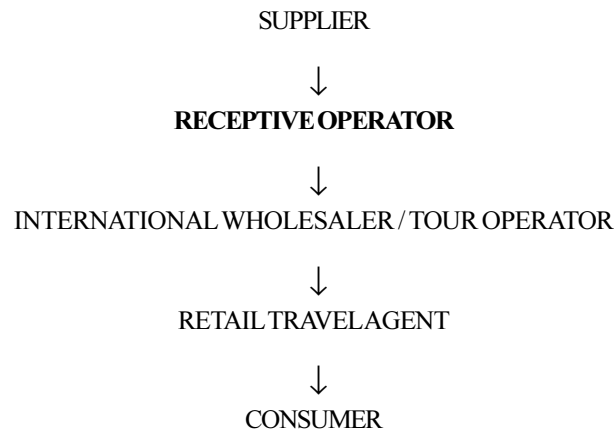 SUPPLIER
↓
RECEPTIVE OPERATOR
↓
INTERNATIONAL WHOLESALER / TOUR OPERATOR
↓
RETAIL TRAVEL AGENT
↓
CONSUMER